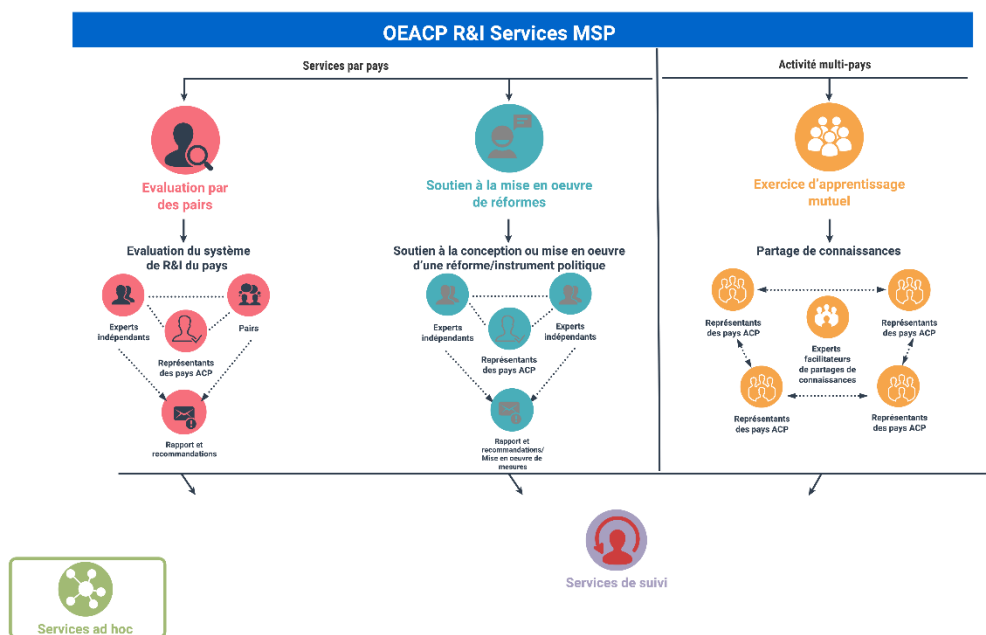 OEACP R&I Services MSP
Services par pays
Activité multi-pays
Evaluation par
des pairs
Soutien à la mise en oeuvre
de réformes
Exercice d'apprentissage
mutuel
Evaluation du système
de R&I du pays
Soutien à la conception ou mise en oeuvre
d'une réforme/instrument politique
Partage de connaissances
Experts
indépendants
Pairs
Représentants
des pays ACP
Rapport et
recommandations
Experts
indépendants
Experts
indépendants
Représentants
des pays ACP
Rapport et
recommandations/
Mise en oeuvre de
mesures
Représentants
des pays ACP
Représentants
des pays ACP
Experts
facilitateurs
de partages de
connaissances
Représentants
des pays ACP
Représentants
des pays ACP
Services de suivi
Services ad hoc